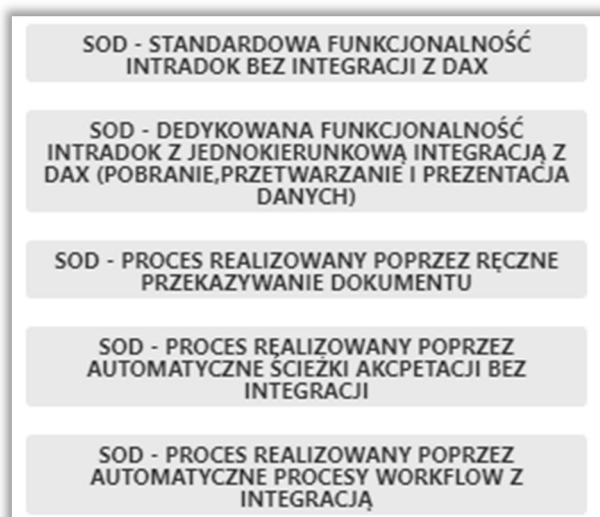 SOD - STANDARDOWA FUNKCJONALNOŚĆ
INTRADOK BEZ INTEGRACJI Z DAX
SOD - DEDYKOWANA FUNKCJONALNOŚĆ
INTRADOK Z JEDNOKIERUNKOWĄ INTEGRACJĄ Z
DAX (POBRANIE,PRZETWARZANIE I PREZENTACJA
DANYCH)
SOD - PROCES REALIZOWANY POPRZEZ RĘCZNE
PRZEKAZYWANIE DOKUMENTU
SOD - PROCES REALIZOWANY POPRZEZ
AUTOMATYCZNE ŚCIEŻKI AKCPETACJI BEZ
INTEGRACJI
SOD - PROCES REALIZOWANY POPRZEZ
AUTOMATYCZNE PROCESY WORKFLOW Z
INTEGRACJĄ